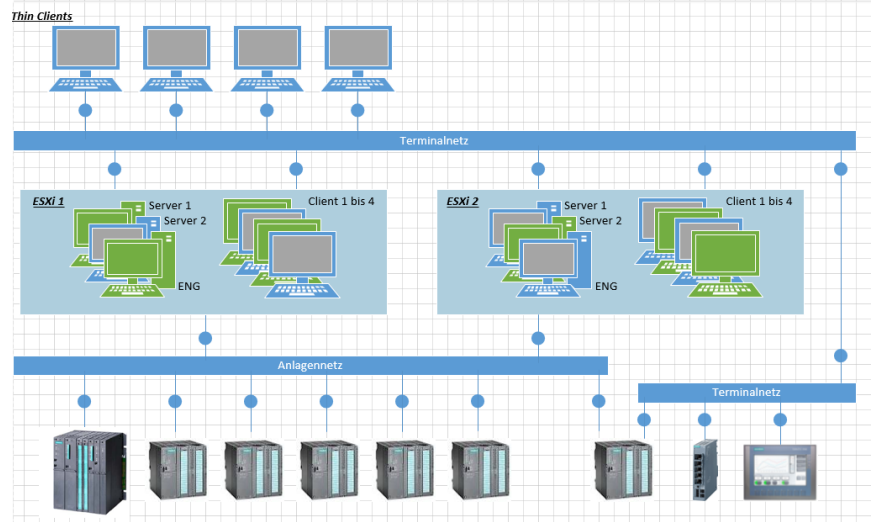 Thin Clients
Terminalnetz
ESXi 1
Server 1
Server 2
ENG
Client 1 bis 4
ESXi 2
Server 1
Server 2
ENG
Client 1 bis 4
Anlagennetz
Terminalnetz